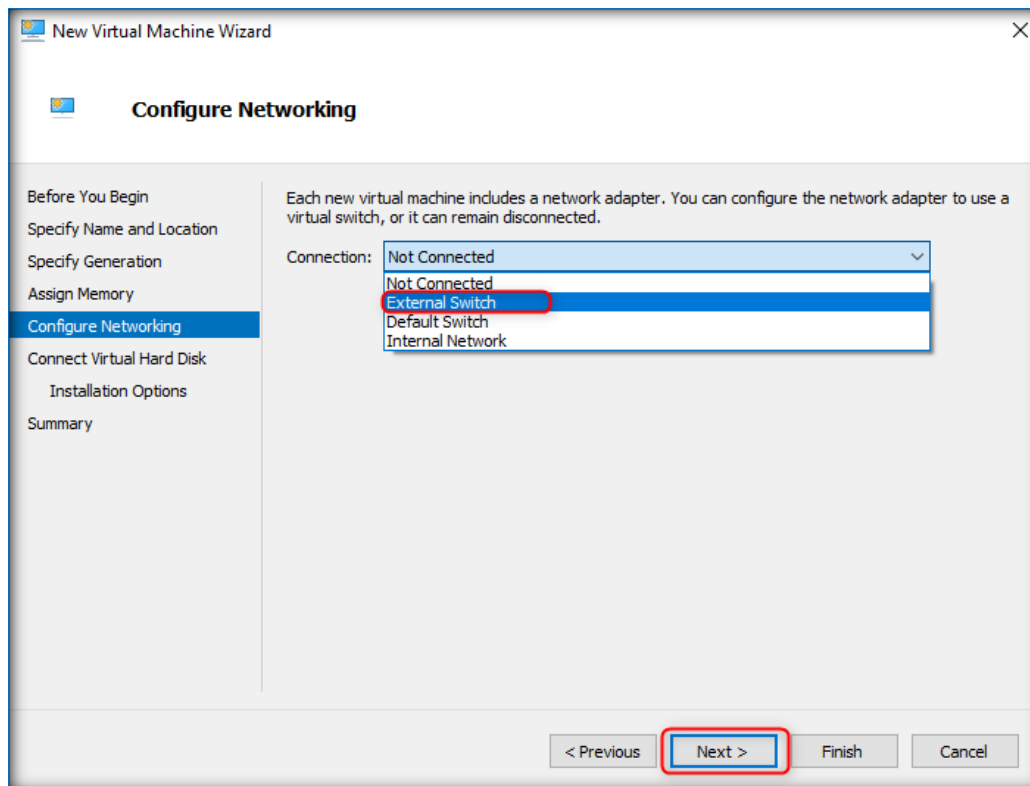 New Virtual Machine Wizard
Configure Networking
Before You Begin
Specify Name and Location
Specify Generation
Assign Memory
Configure Networking
Connect Virtual Hard Disk
Installation Options
Summary
Each new virtual machine includes a network adapter. You can configure the network adapter to use a
virtual switch, or it can remain disconnected.
Connection: Not Connected
Not Connected
External Switch
Default Switch
Internal Network
< Previous Next > Finish Cancel